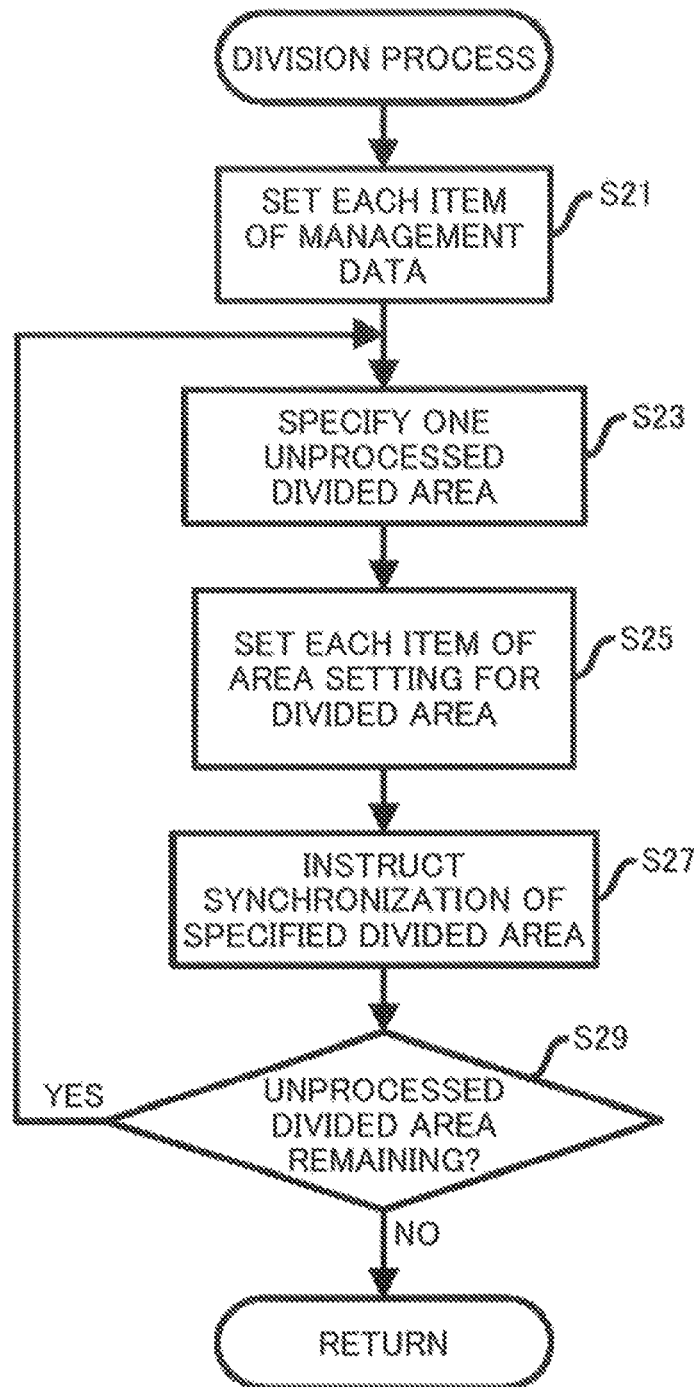 DIVISION PROCESS
SET EACH ITEM
OF MANAGEMENT
DATA
S21
SPECIFY ONE
UNPROCESSED
DIVIDED AREA
S23
SET EACH ITEM OF
AREA SETTING FOR
DIVIDED AREA
S25
INSTRUCT
SYNCHRONIZATION OF
SPECIFIED DIVIDED AREA
S27
S29
YES
UNPROCESSED
DIVIDED AREA
REMAINING?
NO
RETURN